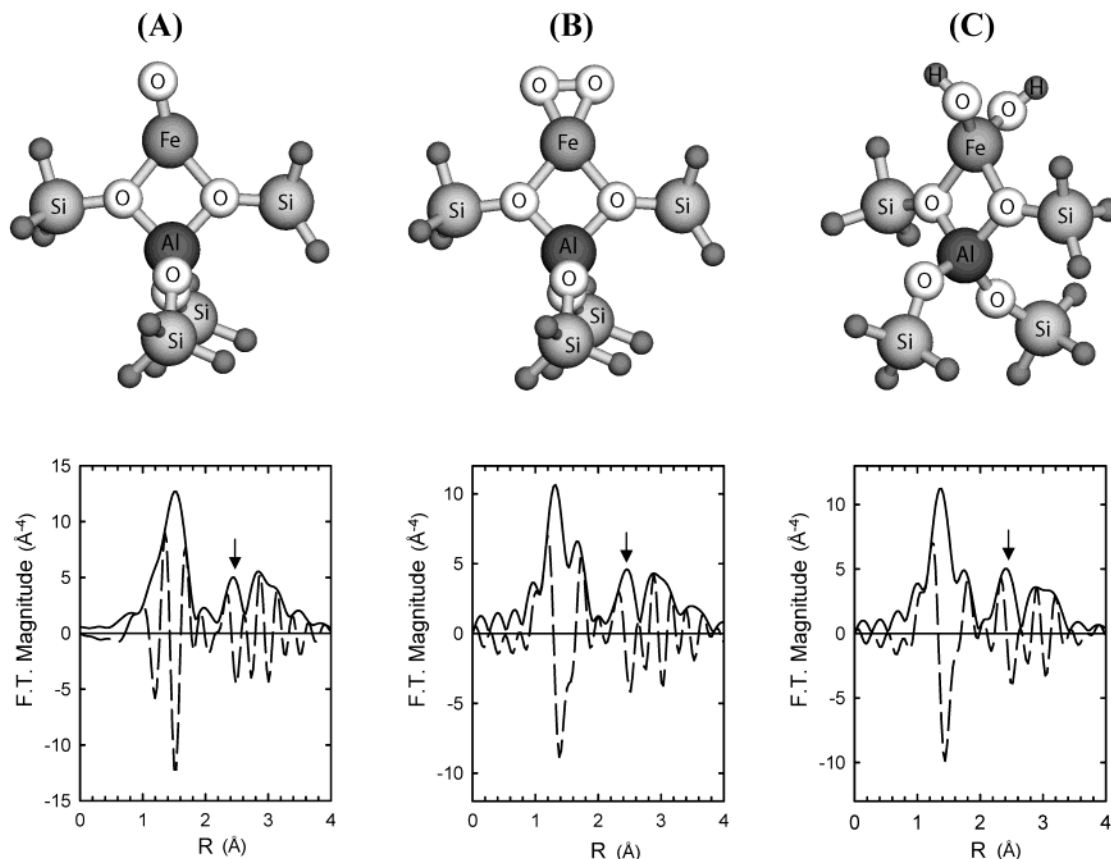 (A) (B) (C)
O O O H H
O O
Fe Fe Fe
Si O O Si Si O O Si Si O O Si
Al Al Al
O O O O
Si Si Si
Si Si Si Si
15
10
5
0
-5
-10
-15
F.T. Magnitude (Å-4)
0 1 2 3 4
R (Å)
10
5
0
-5
-10
F.T. Magnitude (Å-4)
0 1 2 3 4
R (Å)
10
5
0
-5
-10
F.T. Magnitude (Å-4)
0 1 2 3 4
R (Å)